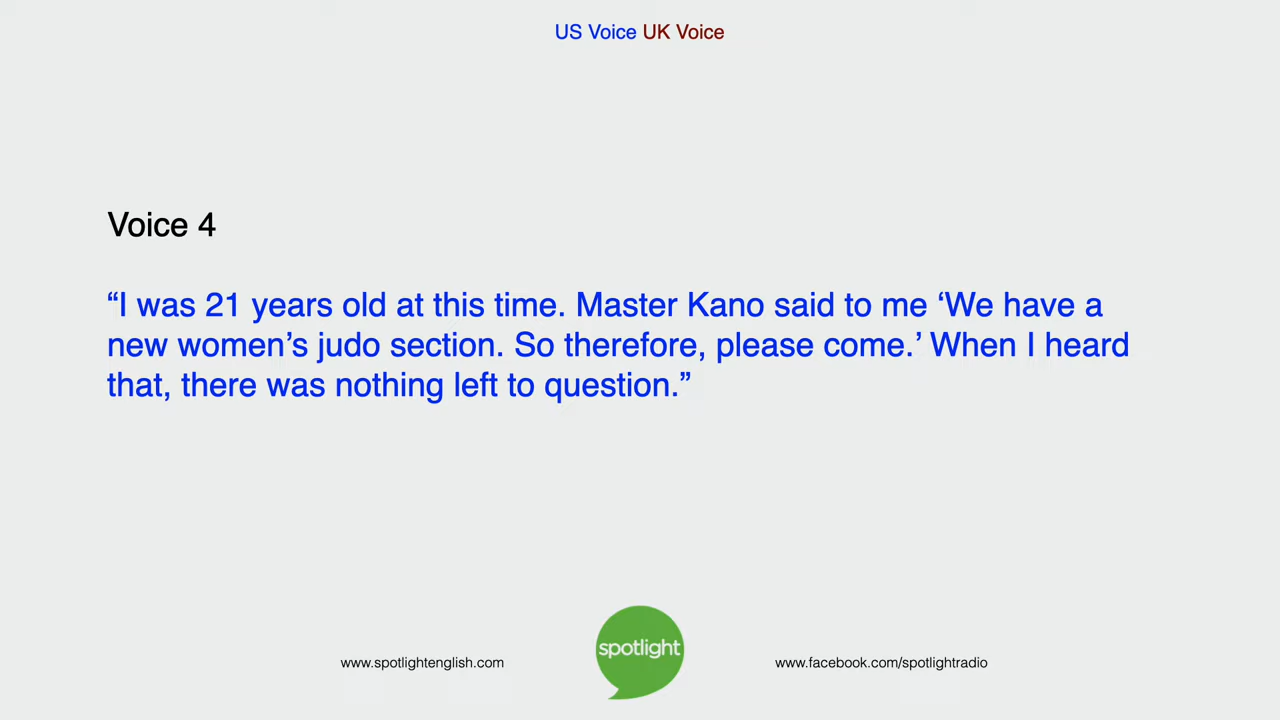 US Voice UK Voice
Voice 4
“I was 21 years old at this time. Master Kano said to me ‘We have a
new women’s judo section. So therefore, please come.’ When I heard
that, there was nothing left to question.”
spotlight
www.spotlightenglish.com
www.facebook.com/spotlightradio